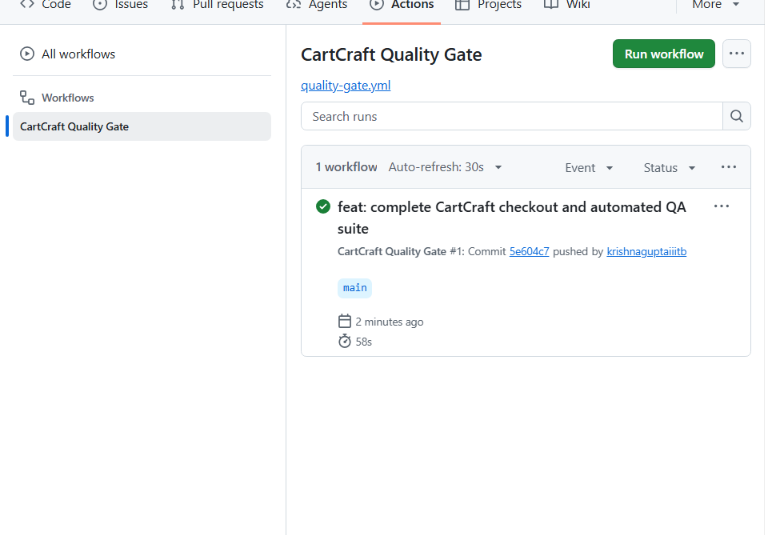 Code Issues Pull requests Agents Actions Projects Wiki More
All workflows
Workflows
CartCraft Quality Gate
CartCraft Quality Gate
Run workflow
quality-gate.yml
Search runs
1 workflow Auto-refresh: 30s Event Status
feat: complete CartCraft checkout and automated QA
suite
CartCraft Quality Gate #1: Commit 5e604c7 pushed by krishnaguptaiiitb
main
2 minutes ago
58s